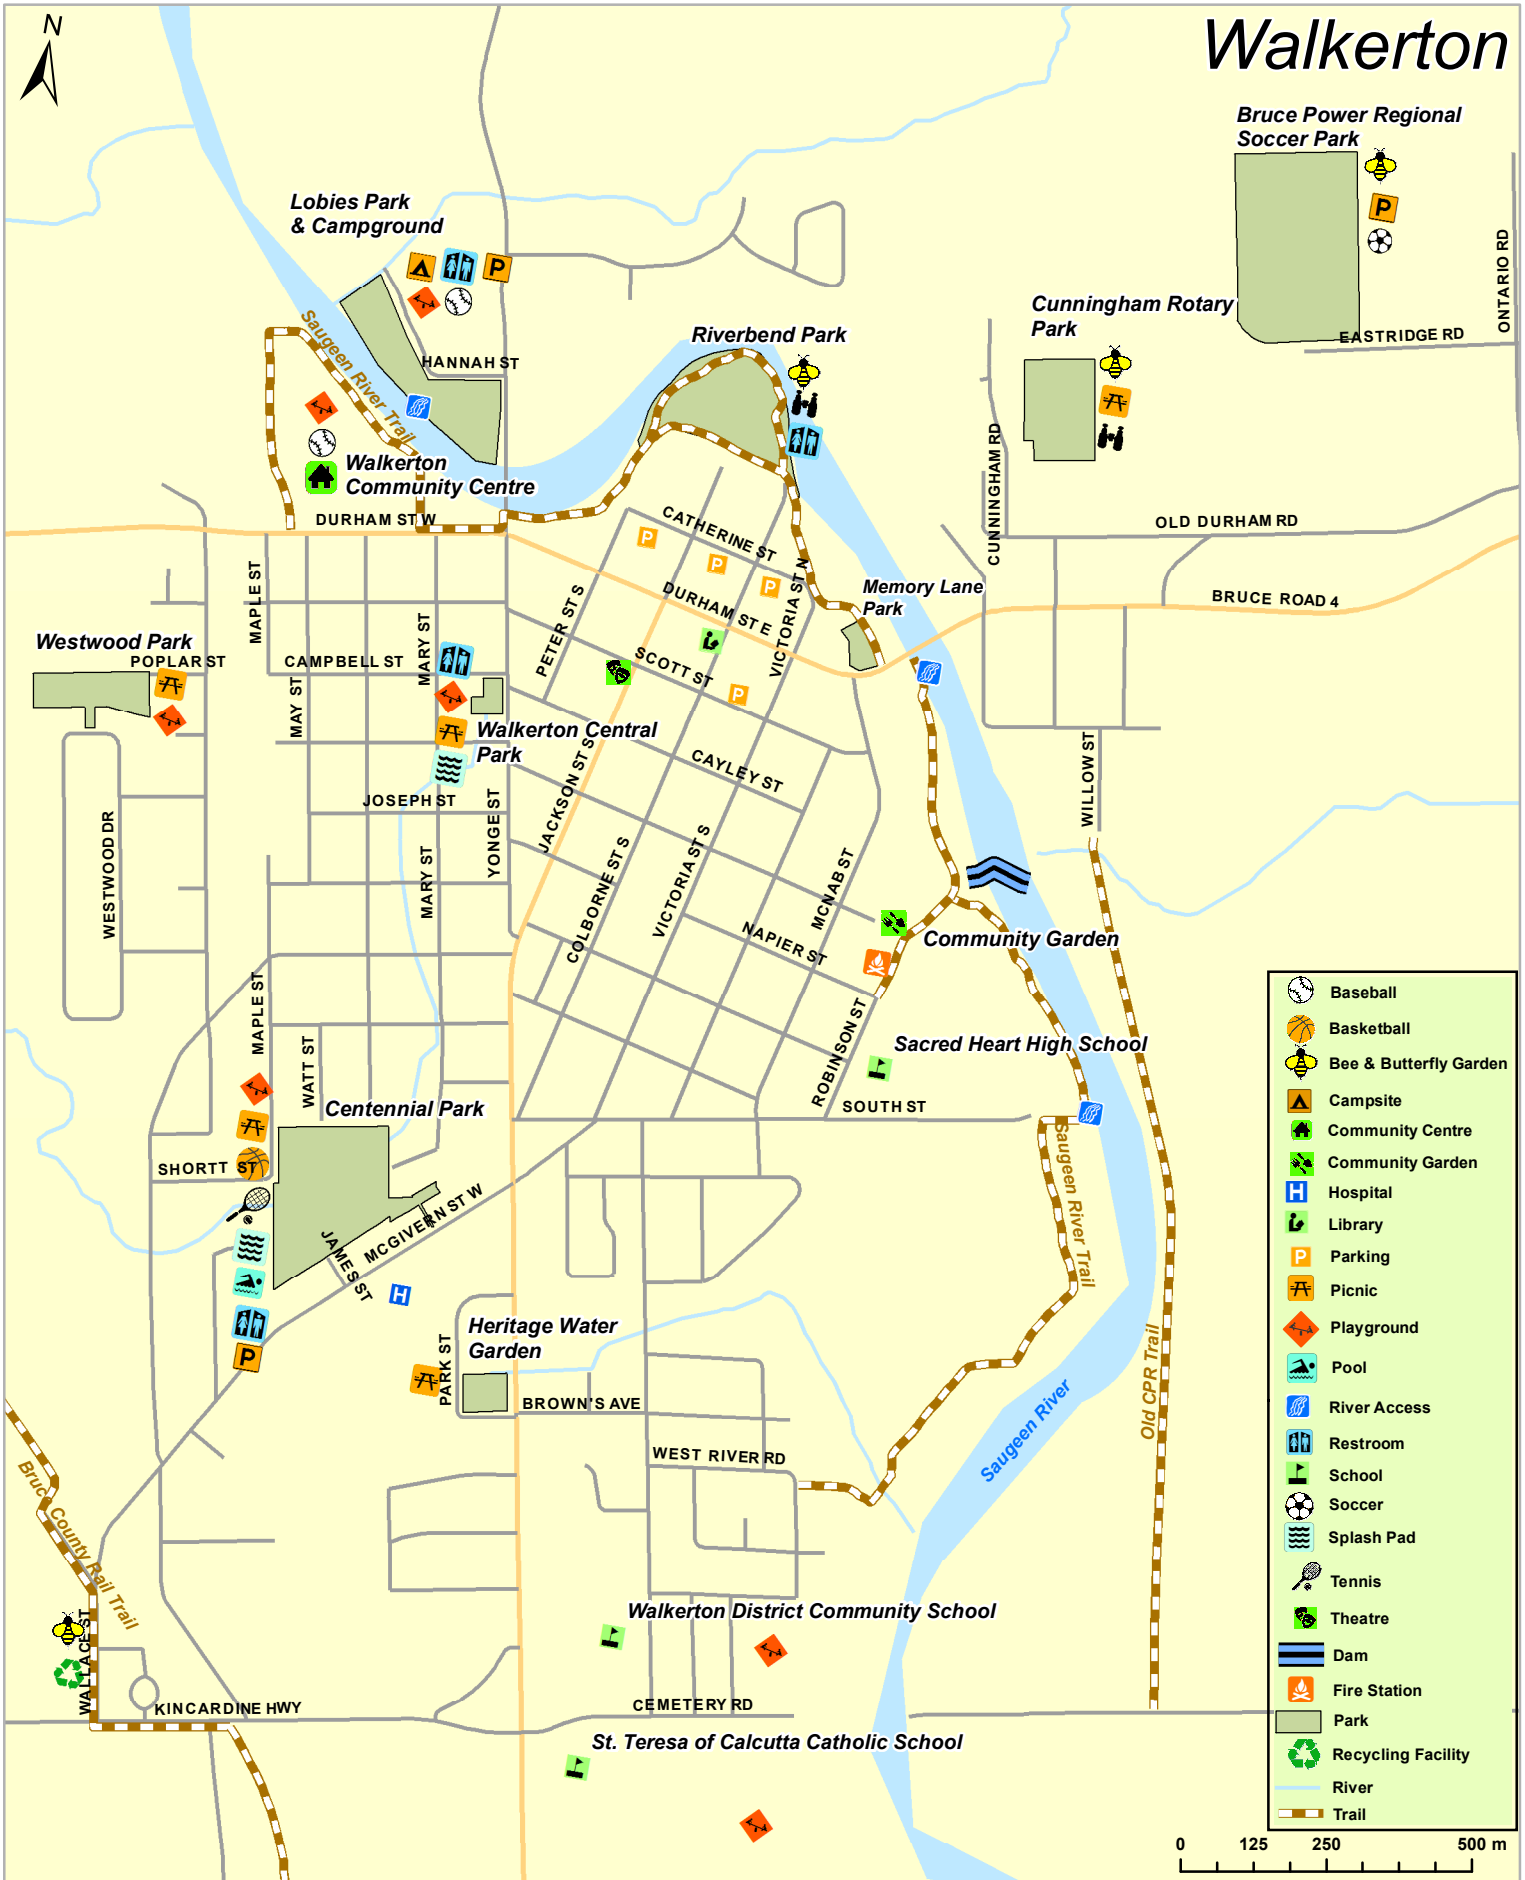 N
Walkerton
Bruce Power Regional
Soccer Park
P
ONTARIO RD
EASTRIDGE RD
Lobies Park
& Campground
P
HANNAH ST
Saugeen River Trail
Cunningham Rotary
Park
Riverbend Park
CUNNINGHAM RD
Walkerton
Community Centre
DURHAM ST W
OLD DURHAM RD
CATHERINE ST
P
P
P
P
DURHAM ST E
VICTORIA ST N
Memory Lane
Park
BRUCE ROAD 4
MAPLE ST
MARY ST
PETER ST S
SCOTT ST
Westwood Park
POPLAR ST
CAMPBELL ST
MAY ST
Walkerton Central
Park
JACKSON ST S
CAYLEY ST
WILLOW ST
JOSEPH ST
YONGE ST
WESTWOOD DR
MARY ST
COLBORNE ST S
VICTORIA ST S
MCNAB ST
NAPIER ST
Community Garden
MAPLE ST
WATT ST
ROBINSON ST
Sacred Heart High School
SOUTH ST
Centennial Park
SHORTT ST
MCGIVERN ST W
JAMES ST
H
P
Saugeen River Trail
Heritage Water
Garden
PARK ST
BROWN'S AVE
Old CPR Trail
Saugeen River
WEST RIVER RD
Bruce County Rail Trail
WALLACE ST
Walkerton District Community School
KINCARDINE HWY
CEMETERY RD
St. Teresa of Calcutta Catholic School
Baseball
Basketball
Bee & Butterfly Garden
Campsite
Community Centre
Community Garden
H Hospital
Library
P Parking
Picnic
Playground
Pool
River Access
Restroom
School
Soccer
Splash Pad
Tennis
Theatre
Dam
Fire Station
Park
Recycling Facility
River
Trail
0 125 250 500 m